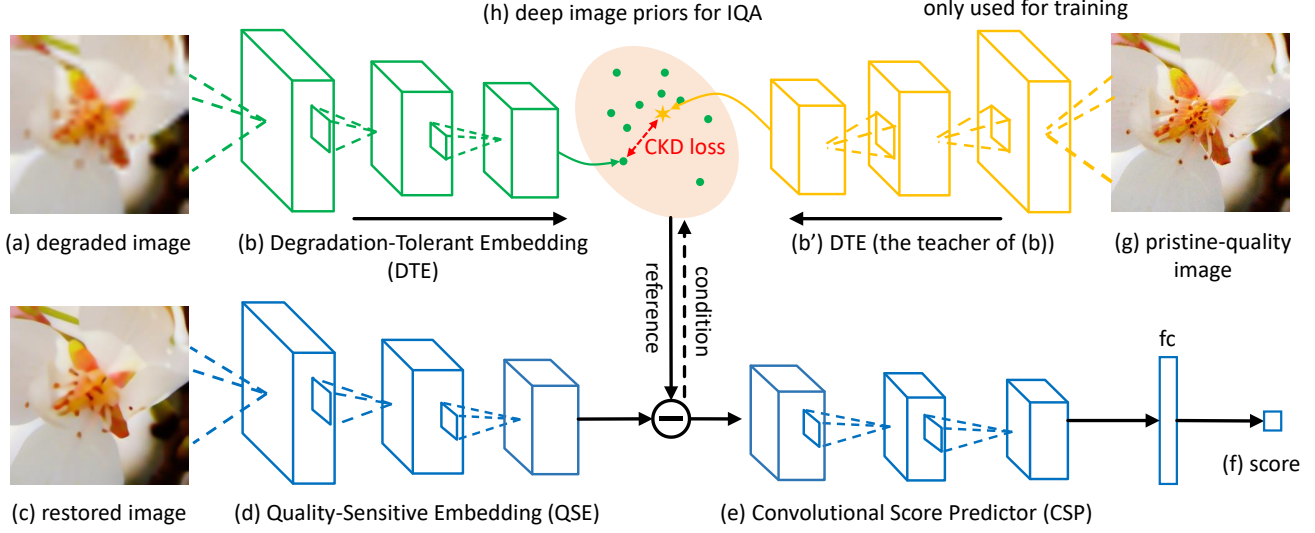 (h) deep image priors for IQA
only used for training
CKD loss
(a) degraded image
(b) Degradation-Tolerant Embedding
(DTE)
(b’) DTE (the teacher of (b))
(g) pristine-quality
image
reference
condition
fc
(f) score
(c) restored image
(d) Quality-Sensitive Embedding (QSE)
(e) Convolutional Score Predictor (CSP)